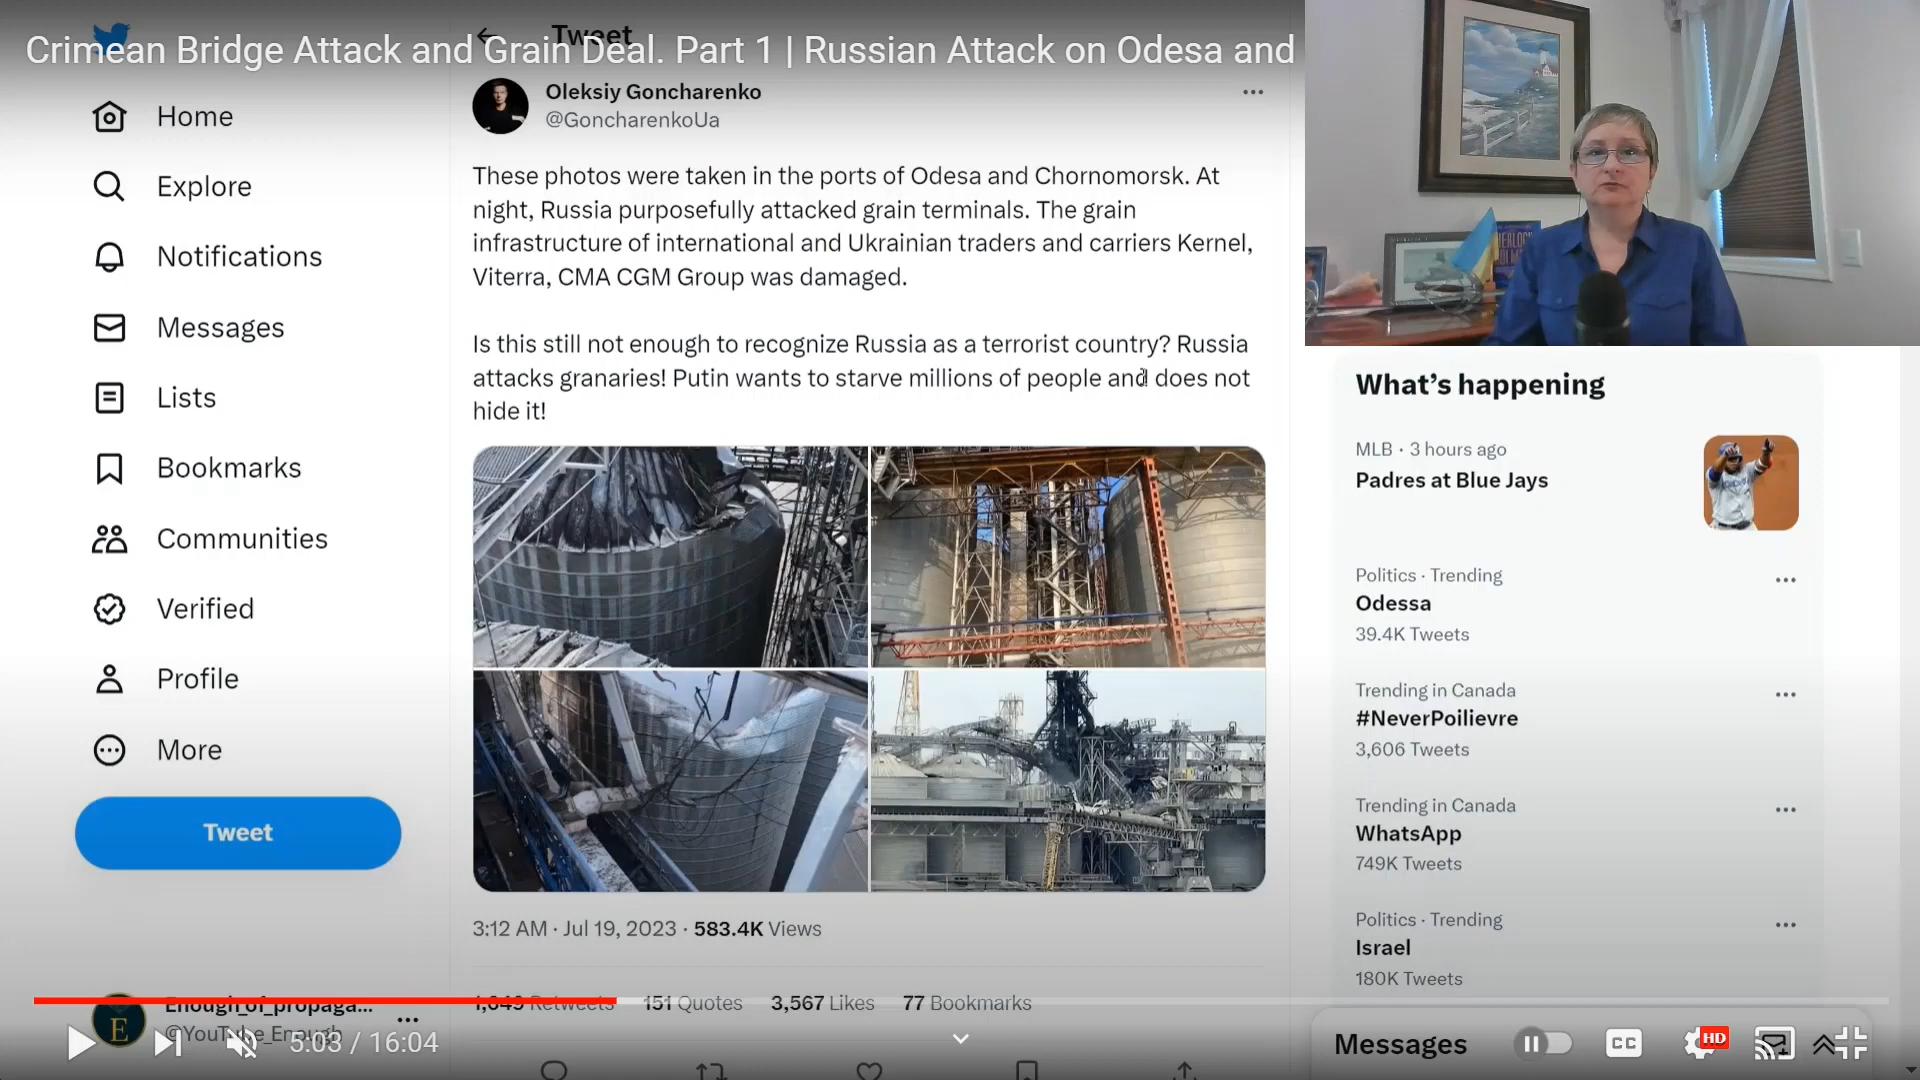 Crimean Bridge Attack and Grain Deal. Part 1 | Russian Attack on Odesa and
Tweet
Home
Explore
Notifications
Messages
Lists
Bookmarks
Communities
Verified
Profile
More
Tweet
Enough_of_propaga...
Oleksiy Goncharenko
@GoncharenkoUa
These photos were taken in the ports of Odesa and Chornomorsk. At
night, Russia purposefully attacked grain terminals. The grain
infrastructure of international and Ukrainian traders and carriers Kernel,
Viterra, CMA CGM Group was damaged.
Is this still not enough to recognize Russia as a terrorist country? Russia
attacks granaries! Putin wants to starve millions of people and does not
hide it!
3:12 AM · Jul 19, 2023 · 583.4K Views
1,649 Retweets 151 Quotes 3,567 Likes 77 Bookmarks
What's happening
MLB · 3 hours ago
Padres at Blue Jays
Politics · Trending
Odessa
39.4K Tweets
Trending in Canada
#NeverPoilievre
3,606 Tweets
Trending in Canada
WhatsApp
749K Tweets
Politics · Trending
Israel
180K Tweets
Messages
E
5:03 / 16:04
CC
HD